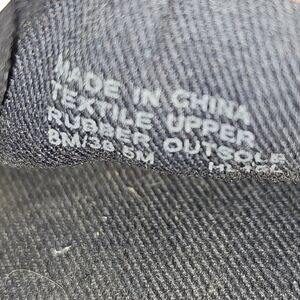 MADE IN CHINA
TEXTILE UPPER
RUBBER OUTSOLE
8M/38.5M